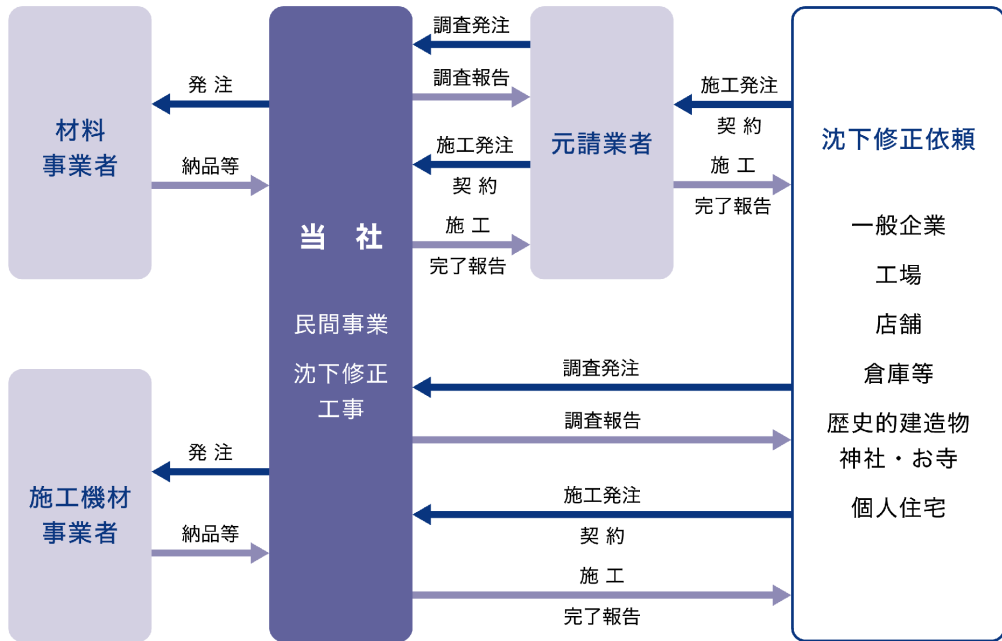 材料
事業者
発 注
納品等
施工機材
事業者
発 注
納品等
当 社
民間事業
沈下修正
工事
調査発注
調査報告
施工発注
契 約
施 工
完了報告
元請業者
施工発注
契 約
施 工
完了報告
調査発注
調査報告
施工発注
契 約
施 工
完了報告
沈下修正依頼
一般企業
工場
店舗
倉庫等
歴史的建造物
神社・お寺
個人住宅